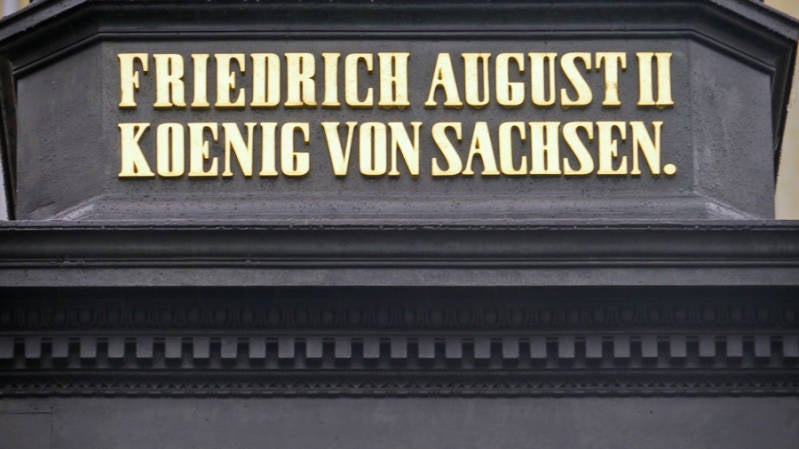 FRIEDRICH AUGUST II
KOENIG VON SACHSEN.